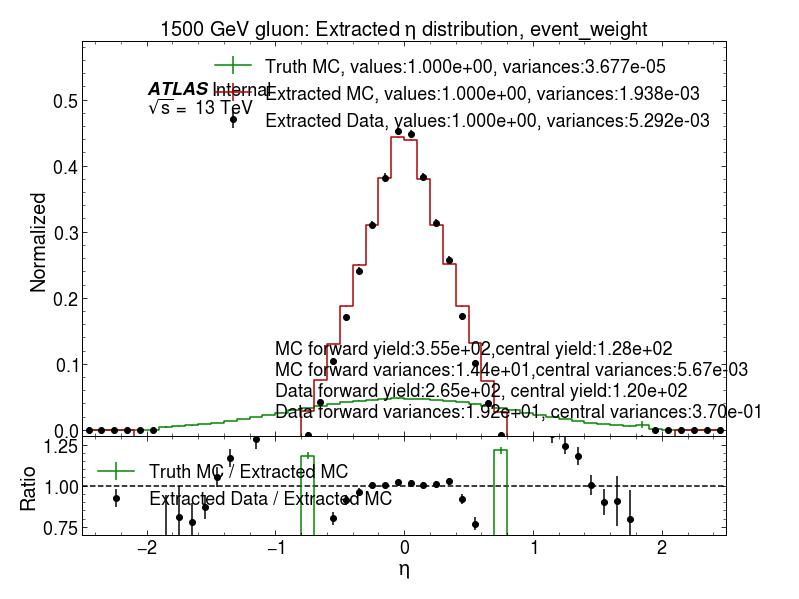 1500 GeV gluon: Extracted η distribution, event_weight
Truth MC, values:1.000e+00, variances:3.677e-05
ATLAS Internal
Extracted MC, values:1.000e+00, variances:1.938e-03
√s = 13 TeV
Extracted Data, values:1.000e+00, variances:5.292e-03
Normalized
0.5
0.4
0.3
0.2
0.1
0.0
MC forward yield:3.55e+02,central yield:1.28e+02
MC forward variances:1.44e+01,central variances:5.67e-03
Data forward yield:2.65e+02, central yield:1.20e+02
Data forward variances:1.92e+01, central variances:3.70e-01
Ratio
1.25
1.00
0.75
Truth MC / Extracted MC
Extracted Data / Extracted MC
−2 −1 0 1 2
η